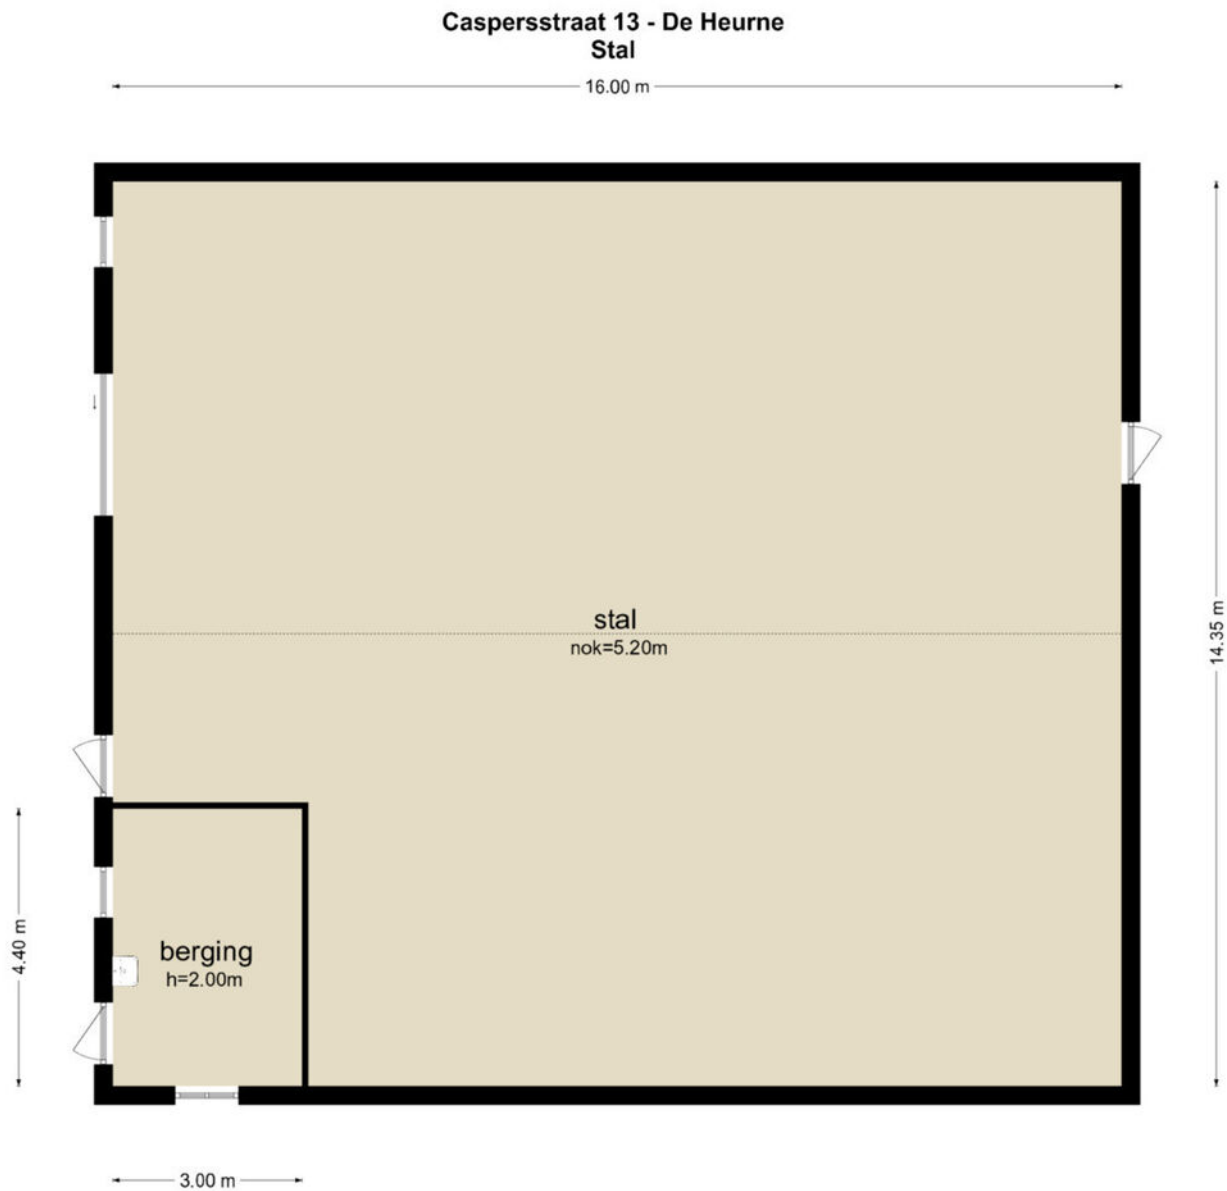 Caspersstraat 13 - De Heurne
Stal
16.00 m
14.35 m
stal
nok=5.20m
4.40 m
berging
h=2.00m
3.00 m